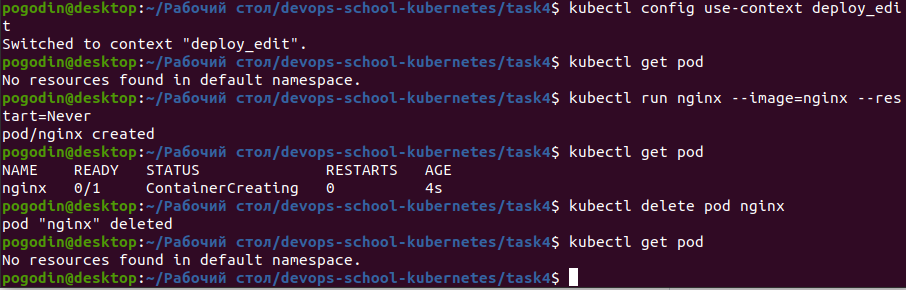 pogodin@desktop:~/Рабочий стол/devops-school-kubernetes/task4$ kubectl config use-context deploy_edi
t
Switched to context "deploy_edit".
pogodin@desktop:~/Рабочий стол/devops-school-kubernetes/task4$ kubectl get pod
No resources found in default namespace.
pogodin@desktop:~/Рабочий стол/devops-school-kubernetes/task4$ kubectl run nginx --image=nginx --res
tart=Never
pod/nginx created
pogodin@desktop:~/Рабочий стол/devops-school-kubernetes/task4$ kubectl get pod
NAME    READY   STATUS              RESTARTS   AGE
nginx   0/1     ContainerCreating   0          4s
pogodin@desktop:~/Рабочий стол/devops-school-kubernetes/task4$ kubectl delete pod nginx
pod "nginx" deleted
pogodin@desktop:~/Рабочий стол/devops-school-kubernetes/task4$ kubectl get pod
No resources found in default namespace.
pogodin@desktop:~/Рабочий стол/devops-school-kubernetes/task4$